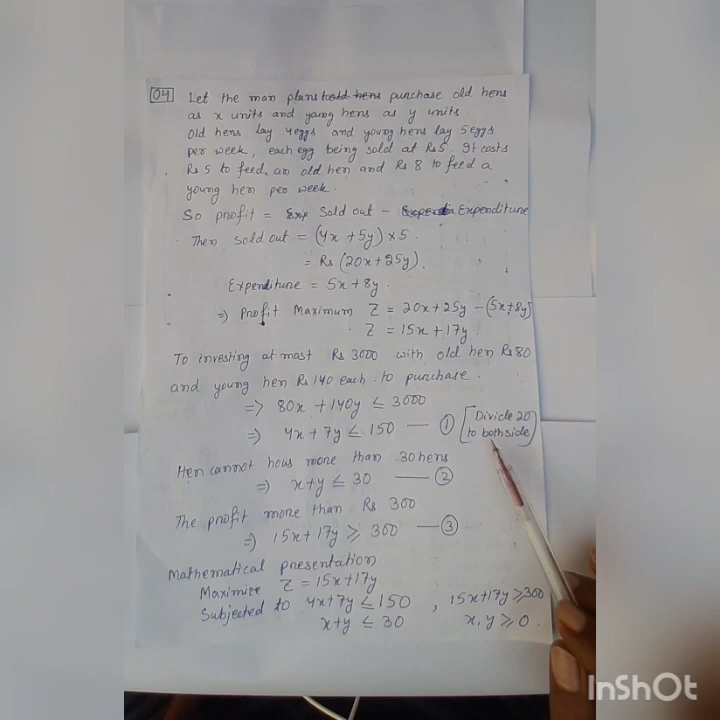 04 Let the man plans purchase old hens
as x units and young hens as y units.
Old hens lay 4eggs and young hens lay 5eggs
per week, each egg being sold at Rs5. It costs
Rs 5 to feed an old hen and Rs 8 to feed a
young hen per week.
So profit = Sold out - Expenditure
Then sold out = (4x + 5y) × 5
= Rs (20x + 25y).
Expenditure = 5x + 8y
⇒ Profit Maximum Z = 20x + 25y - (5x + 8y)
Z = 15x + 17y
To investing at most Rs 3000 with old hen Rs 80
and young hen Rs 140 each to purchase.
⇒ 80x + 140y ≤ 3000
⇒ 4x + 7y ≤ 150 — ① [Divide 20
to both side]
Hen cannot hous more than 30 hens
⇒ x + y ≤ 30 — ②
The profit more than Rs 300
⇒ 15x + 17y ≥ 300 — ③
Mathematical presentation
Maximize Z = 15x + 17y
Subjected to 4x + 7y ≤ 150 , 15x + 17y ≥ 300
x + y ≤ 30 x, y ≥ 0.
InShOt